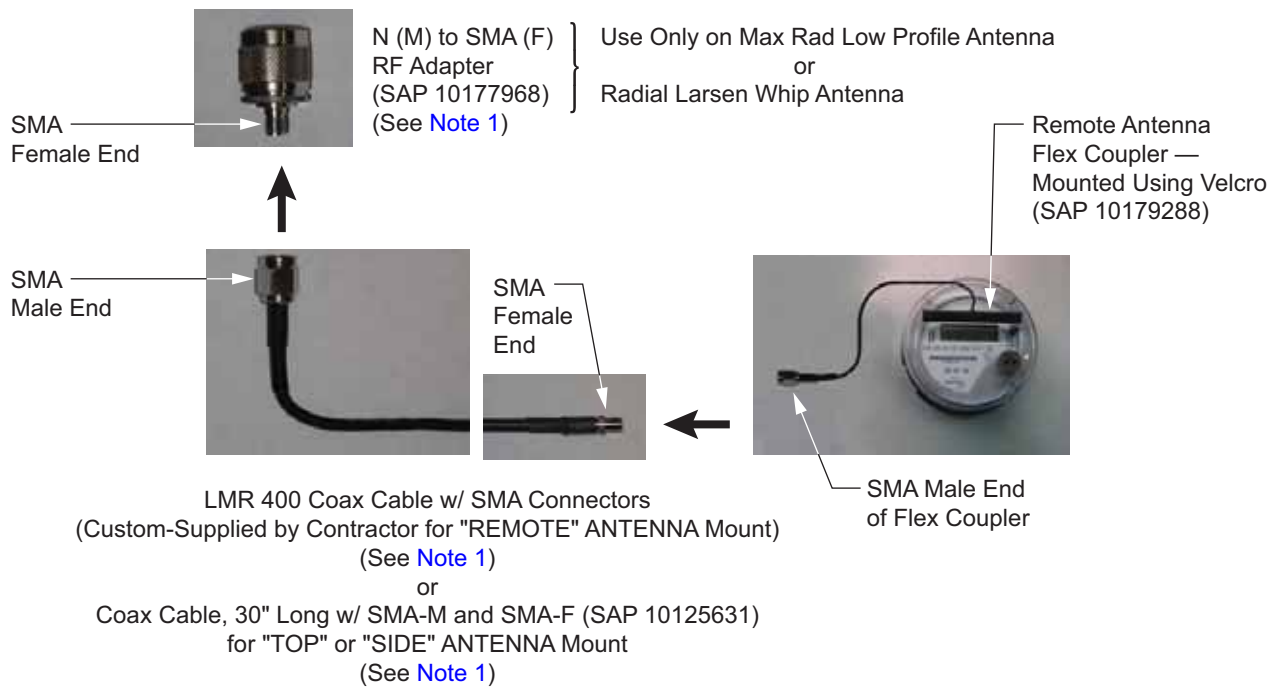 N (M) to SMA (F)
RF Adapter
(SAP 10177968)
(See Note 1)
Use Only on Max Rad Low Profile Antenna
or
Radial Larsen Whip Antenna
SMA
Female End
Remote Antenna
Flex Coupler —
Mounted Using Velcro
(SAP 10179288)
SMA
Male End
SMA
Female
End
SMA Male End
of Flex Coupler
LMR 400 Coax Cable w/ SMA Connectors
(Custom-Supplied by Contractor for "REMOTE" ANTENNA Mount)
(See Note 1)
or
Coax Cable, 30" Long w/ SMA-M and SMA-F (SAP 10125631)
for "TOP" or "SIDE" ANTENNA Mount
(See Note 1)